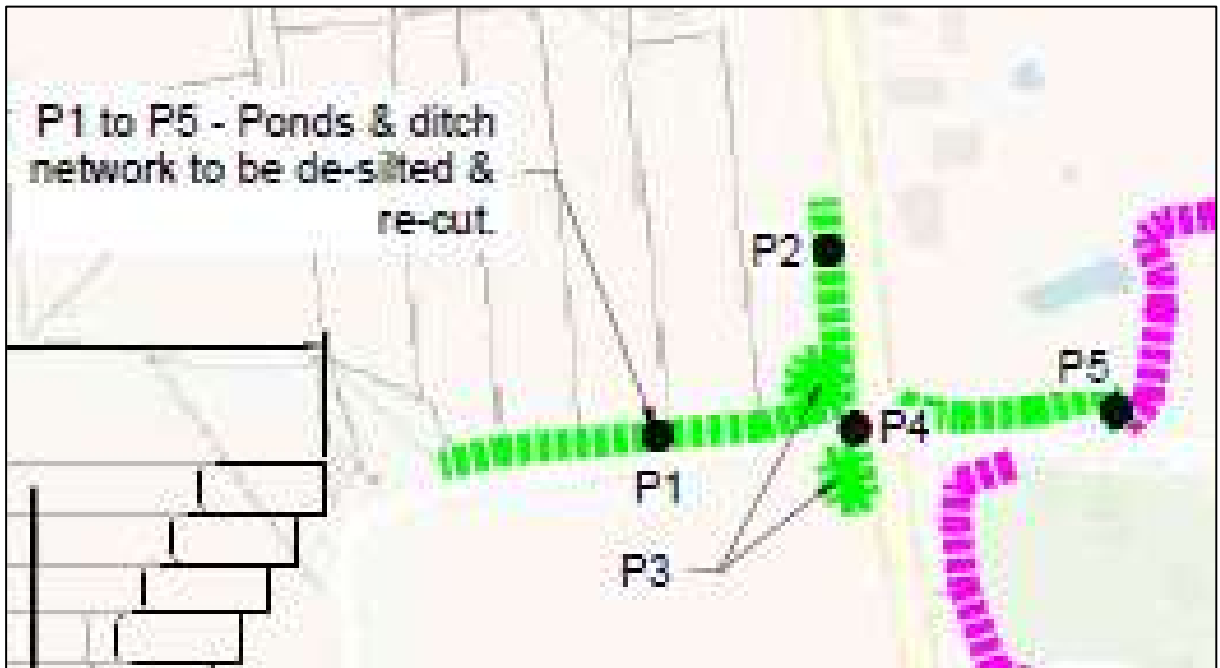 P1 to P5 - Ponds & ditch
network to be de-silted &
re-cut.
P2
P5
P4
P1
P3